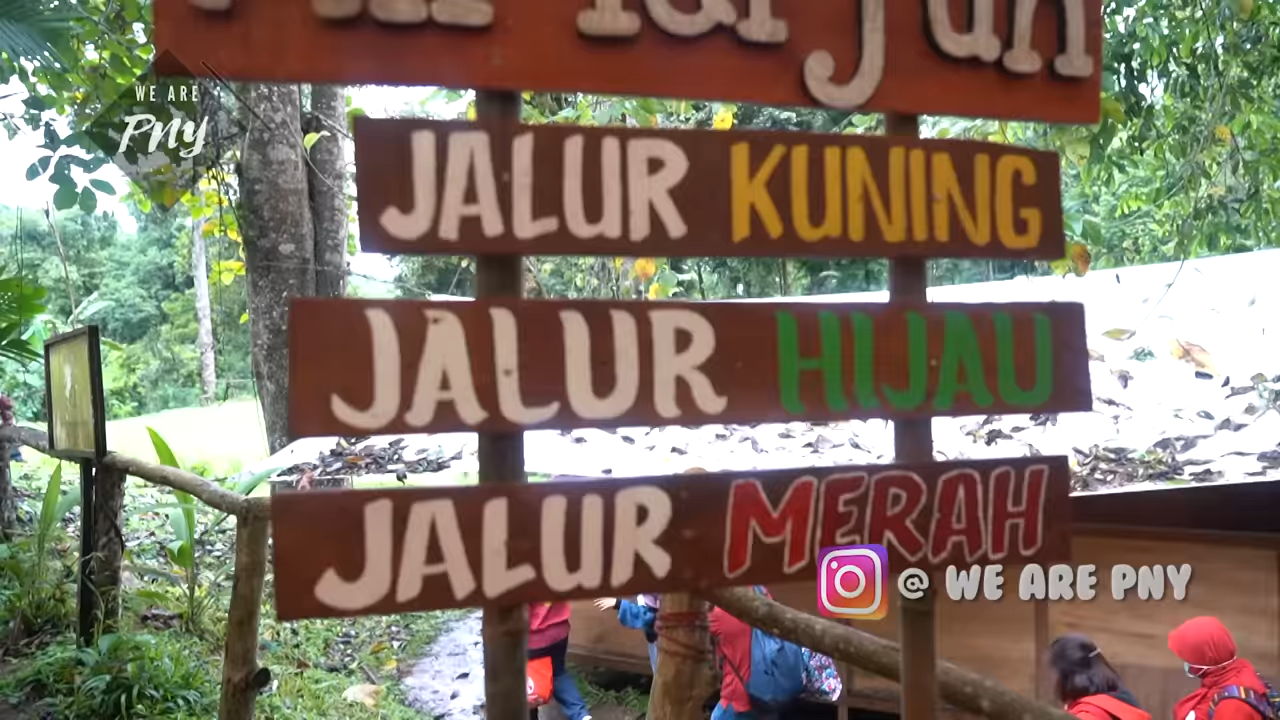 WE ARE
PNY
JALUR KUNING
JALUR HIJAU
JALUR MERAH
@ WE ARE PNY